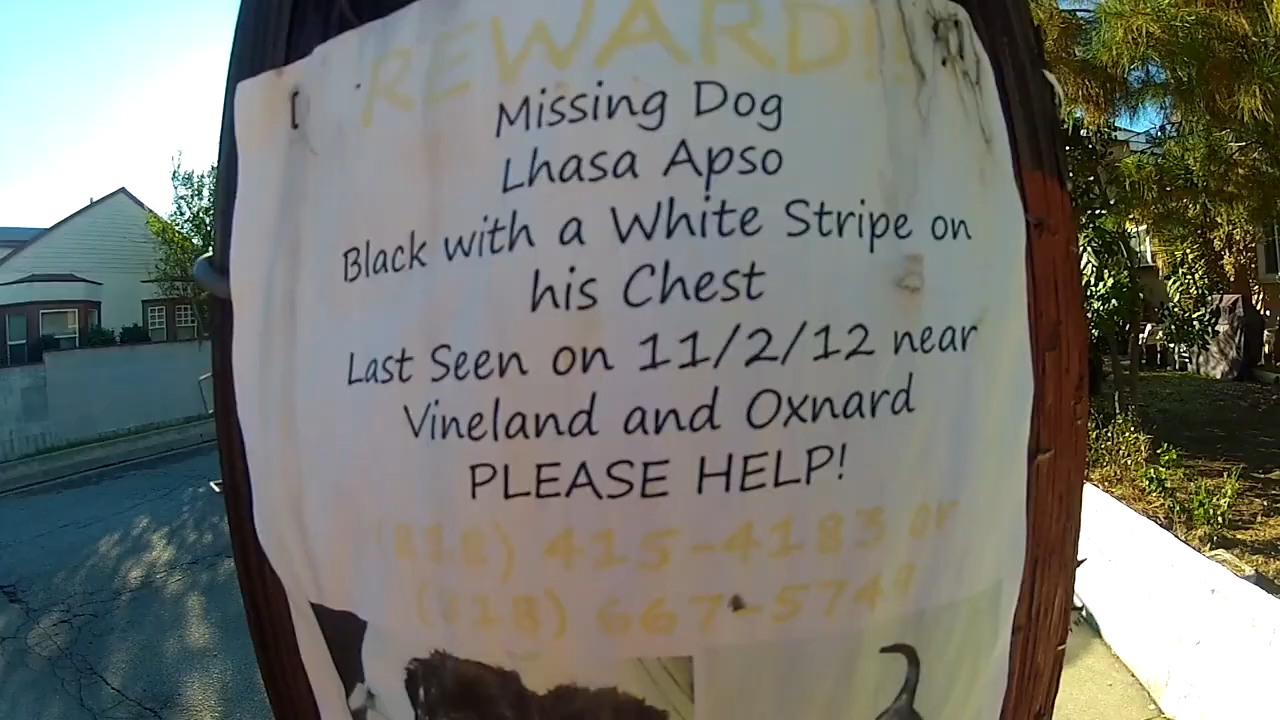 REWARD!!
Missing Dog
Lhasa Apso
Black with a White Stripe on
his Chest
Last Seen on 11/2/12 near
Vineland and Oxnard
PLEASE HELP!
(818) 415-4183 or
(818) 667-5749